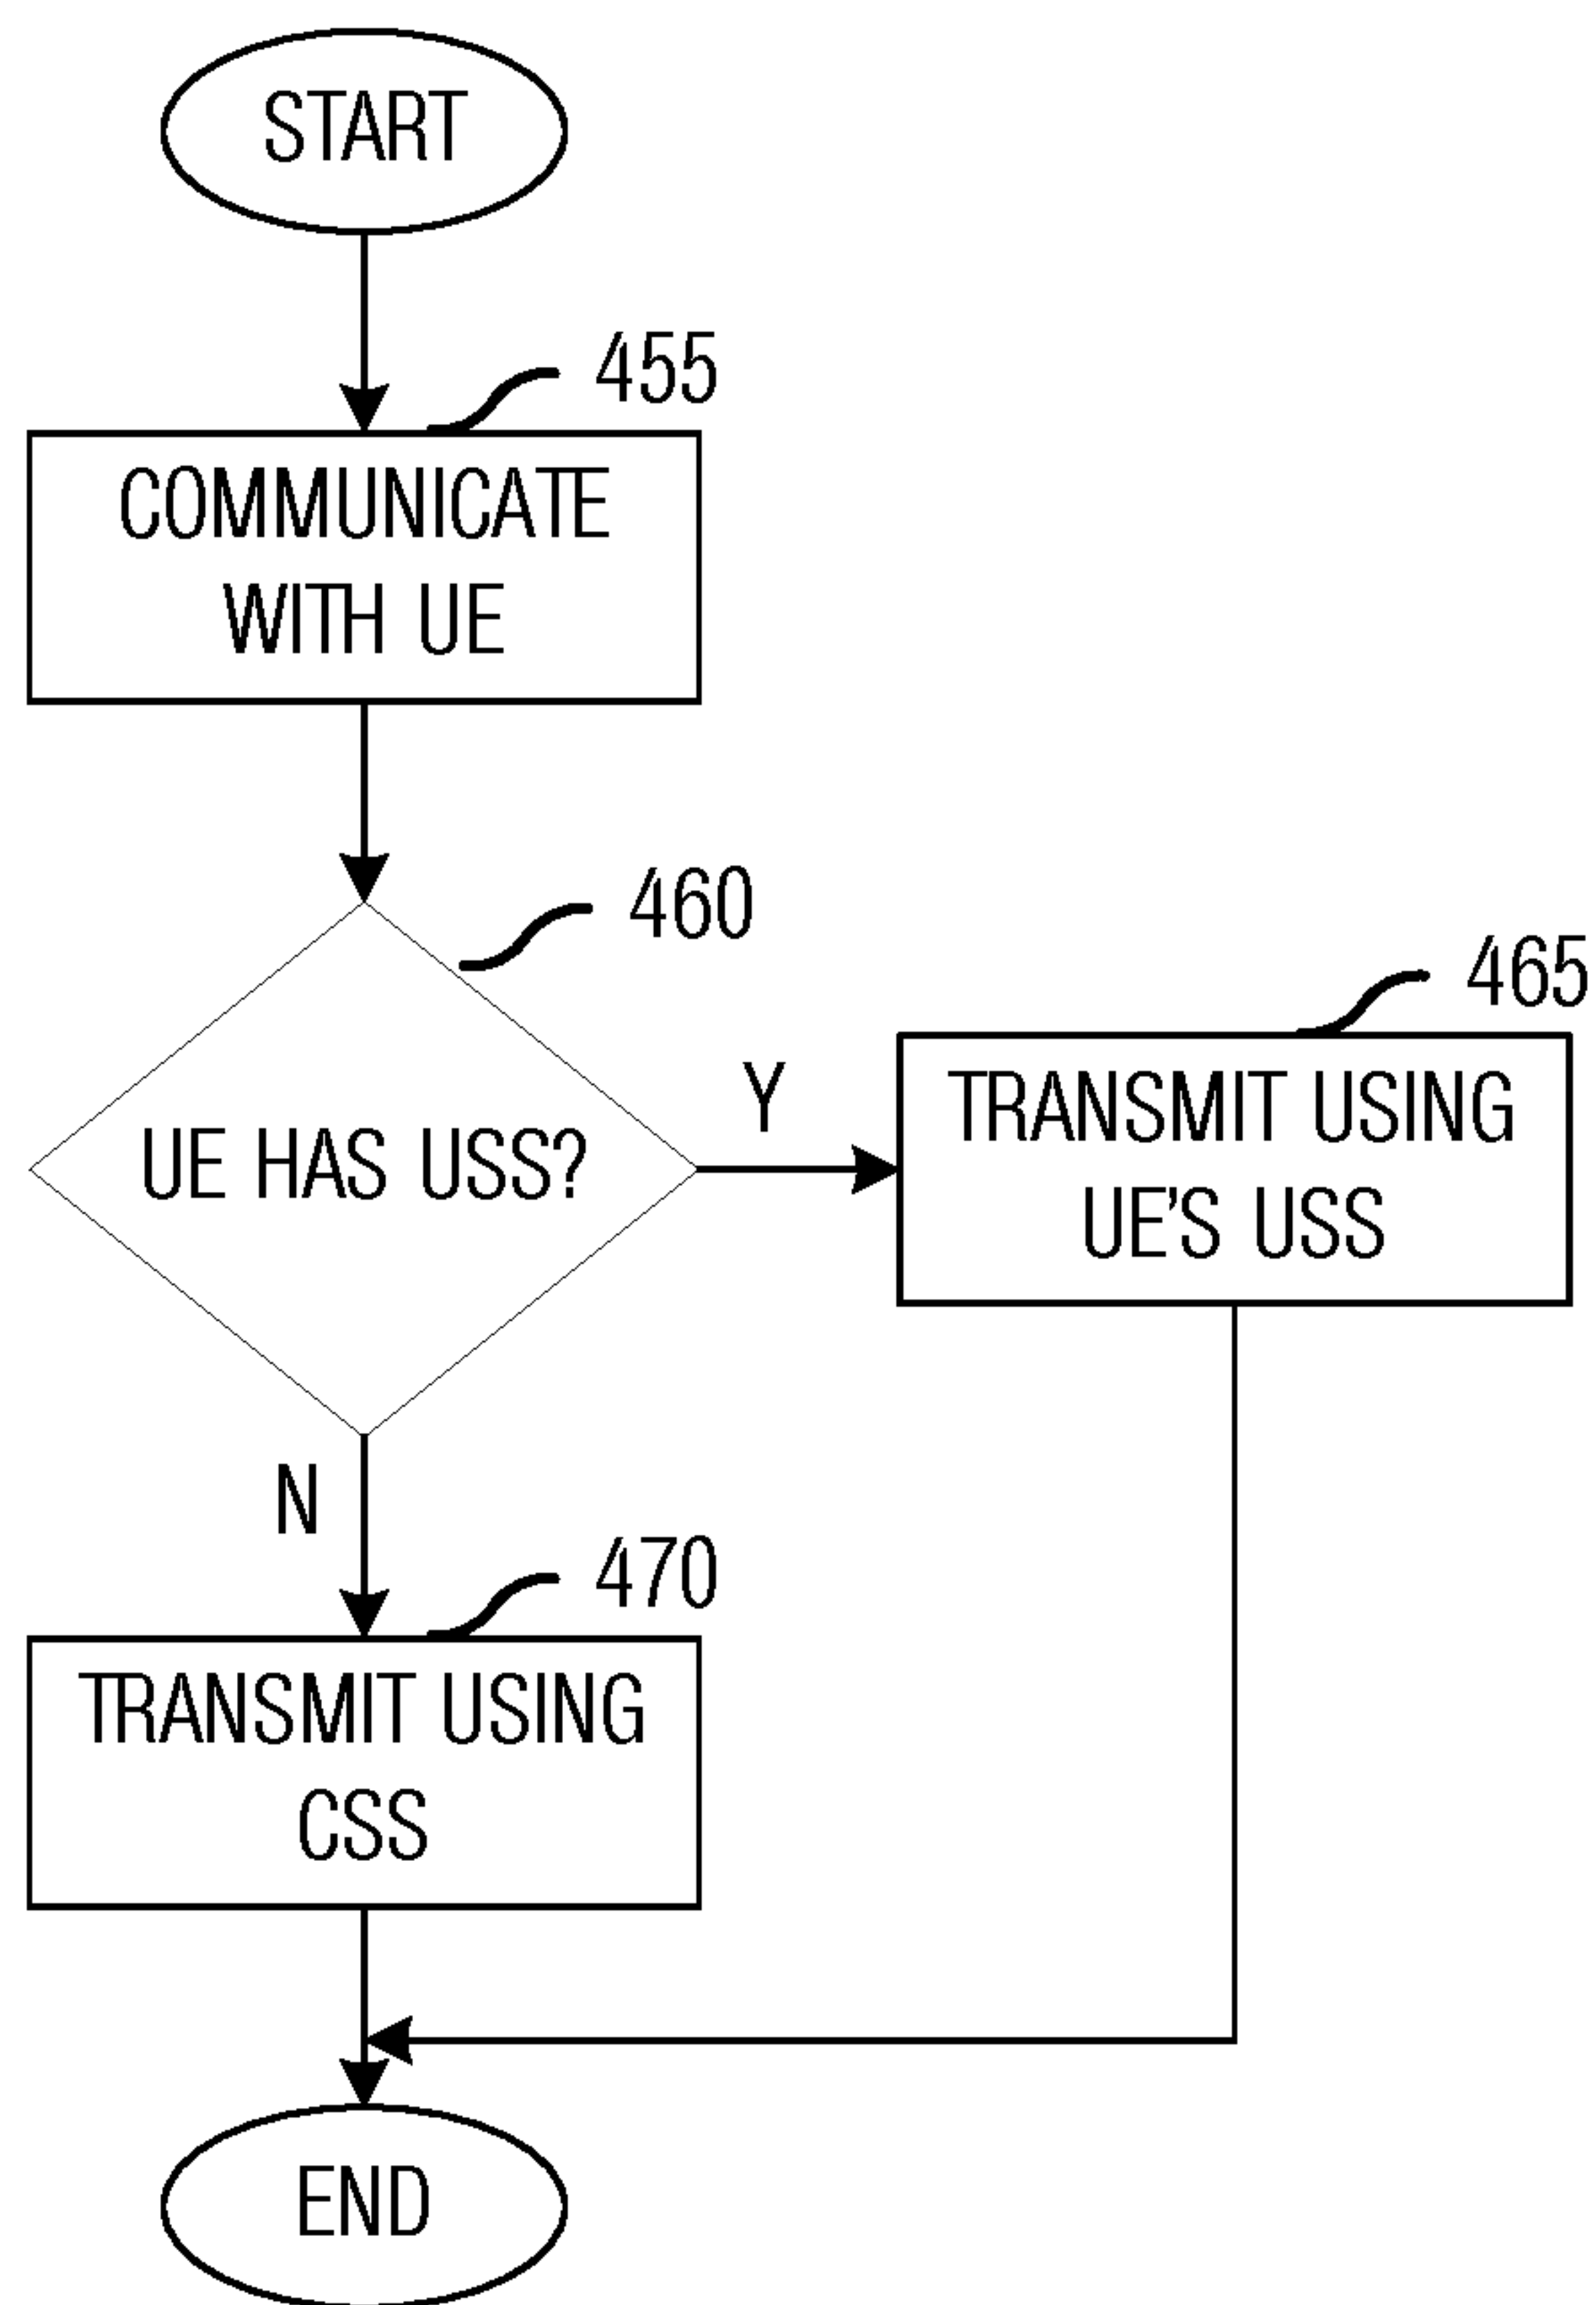 START
455
COMMUNICATE
WITH UE
460
UE HAS USS?
Y
465
TRANSMIT USING
UE'S USS
N
470
TRANSMIT USING
CSS
END